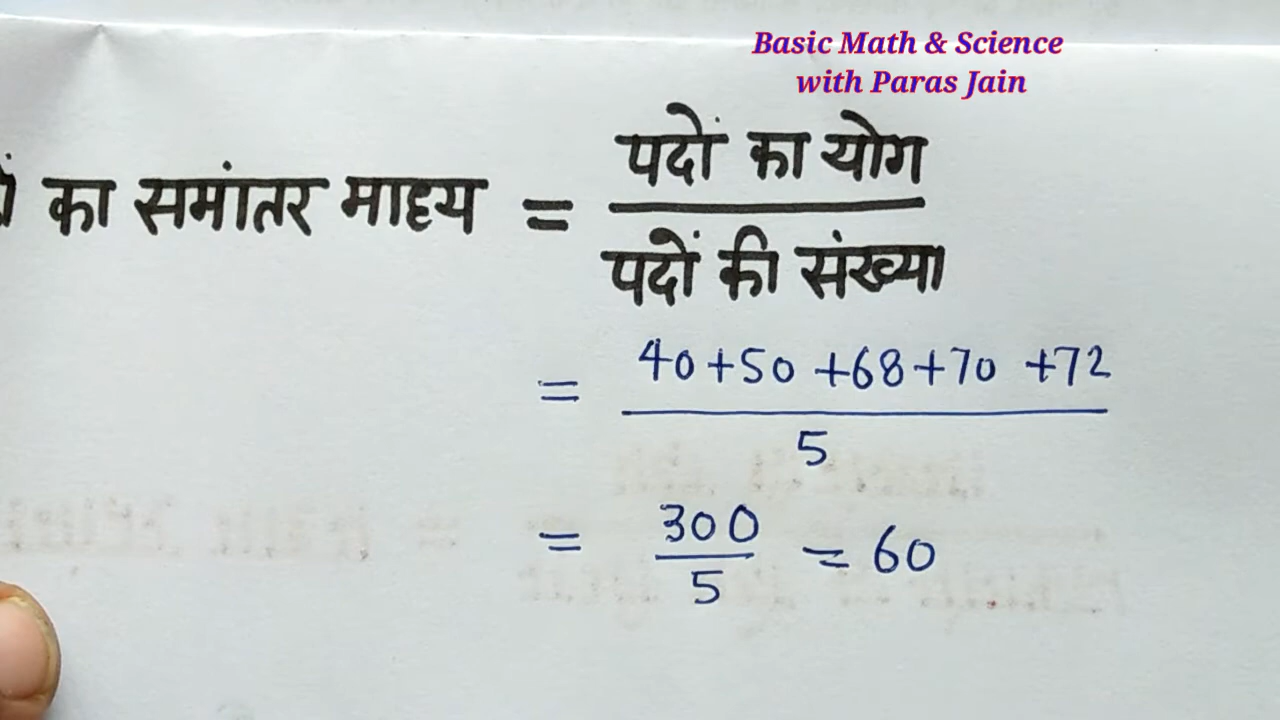 Basic Math & Science
with Paras Jain
का समांतर माध्य = पदों का योग
पदों की संख्या
= 40+50+68+70+72
5
= 300
5
= 60